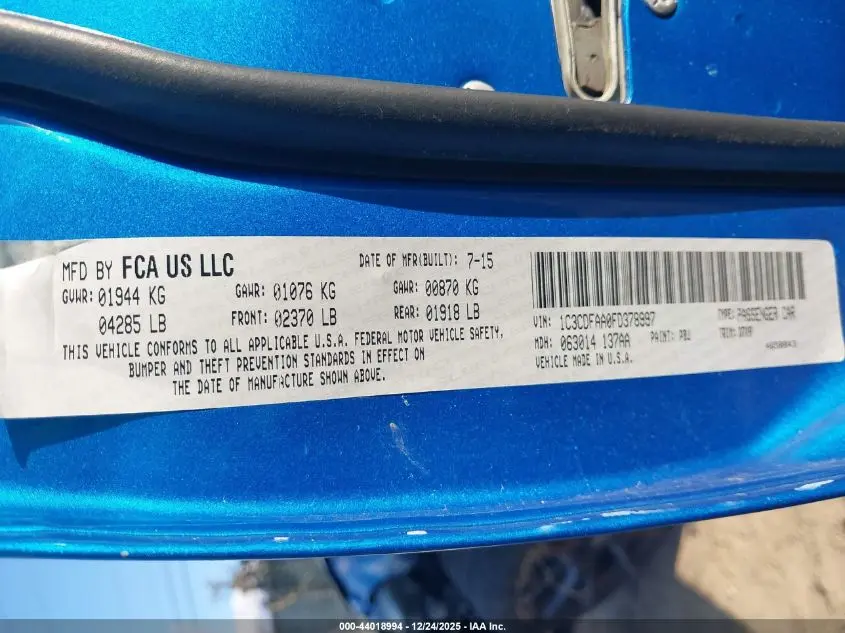 MFD BY FCA US LLC
DATE OF MFR(BUILT): 7-15
GVWR: 01944 KG
GAWR: 01076 KG
GAWR: 00870 KG
04285 LB
FRONT: 02370 LB
REAR: 01918 LB
THIS VEHICLE CONFORMS TO ALL APPLICABLE U.S.A. FEDERAL MOTOR VEHICLE SAFETY,
BUMPER AND THEFT PREVENTION STANDARDS IN EFFECT ON
THE DATE OF MANUFACTURE SHOWN ABOVE.
VIN: 1C3CDFAA0FD379997
TYPE: PASSENGER CAR
MDH: 063014 137AA
PAINT: PBU
TRIM:
VEHICLE MADE IN U.S.A.
000-44018994 - 12/24/2025 - IAA Inc.